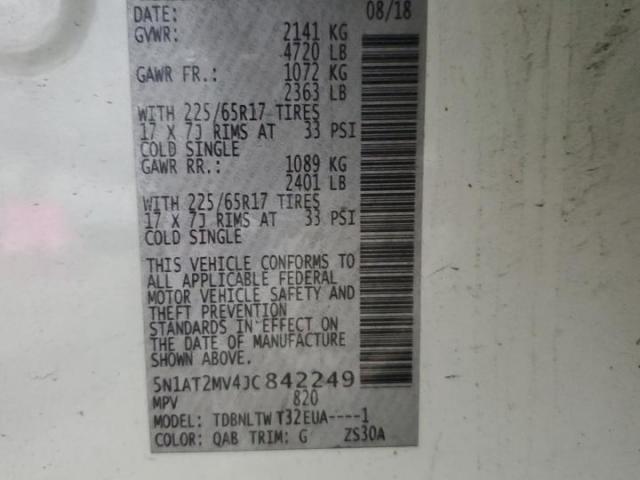 DATE: 08/18
GVWR: 2141 KG
4720 LB
GAWR FR.: 1072 KG
2363 LB
WITH 225/65R17 TIRES
17 X 7J RIMS AT 33 PSI
COLD SINGLE
GAWR RR.: 1089 KG
2401 LB
WITH 225/65R17 TIRES
17 X 7J RIMS AT 33 PSI
COLD SINGLE
THIS VEHICLE CONFORMS TO
ALL APPLICABLE FEDERAL
MOTOR VEHICLE SAFETY AND
THEFT PREVENTION
STANDARDS IN EFFECT ON
THE DATE OF MANUFACTURE
SHOWN ABOVE.
5N1AT2MV4JC842249
MPV 820
MODEL: TDBNLTW T32EUA----1
COLOR: QAB TRIM: G ZS30A